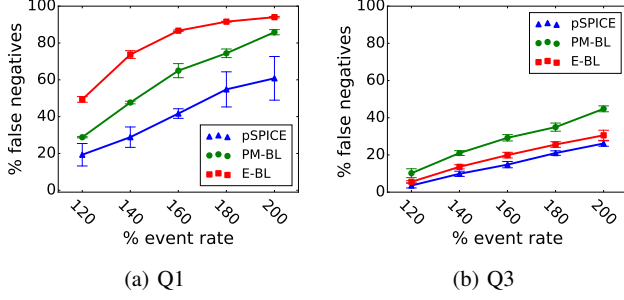 % false negatives
100
80
60
40
20
0
pSPICE
PM-BL
E-BL
120 140 160 180 200
% event rate
(a) Q1
% false negatives
100
80
60
40
20
0
pSPICE
PM-BL
E-BL
120 140 160 180 200
% event rate
(b) Q3